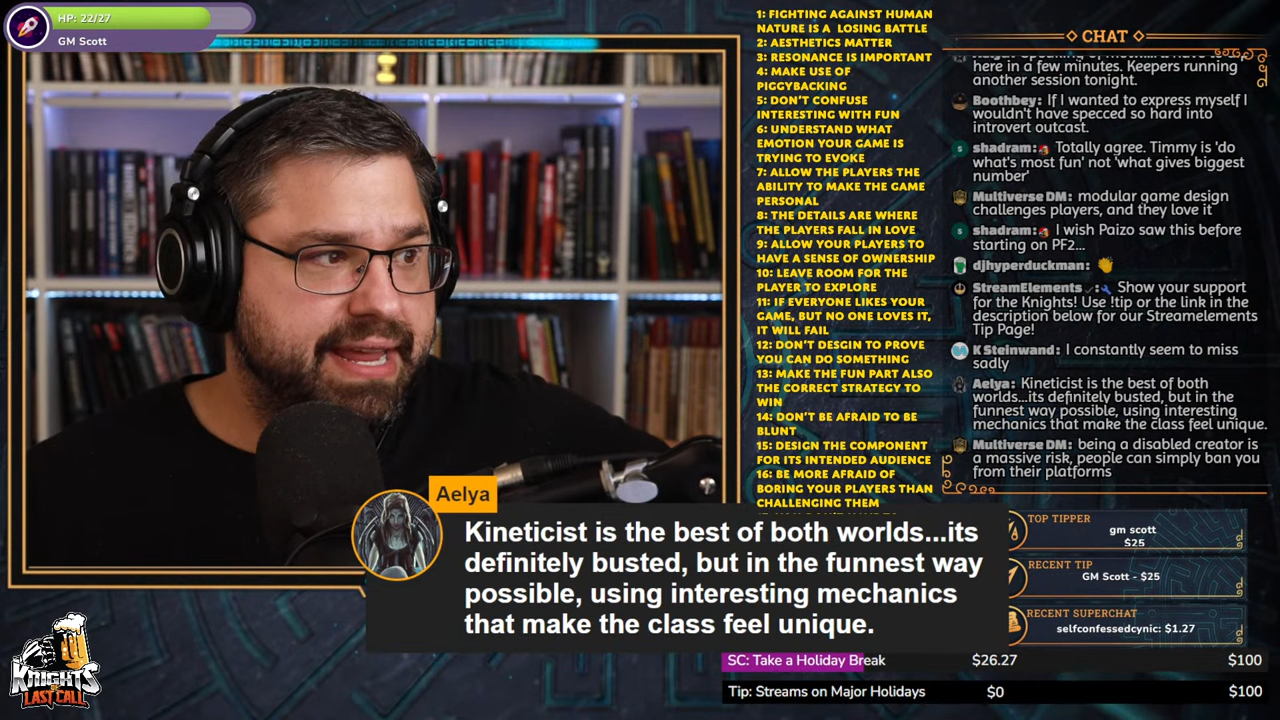 HP: 22/27
GM Scott
1: FIGHTING AGAINST HUMAN
NATURE IS A LOSING BATTLE
2: AESTHETICS MATTER
3: RESONANCE IS IMPORTANT
4: MAKE USE OF
PIGGYBACKING
5: DON'T CONFUSE
INTERESTING WITH FUN
6: UNDERSTAND WHAT
EMOTION YOUR GAME IS
TRYING TO EVOKE
7: ALLOW THE PLAYERS THE
ABILITY TO MAKE THE GAME
PERSONAL
8: THE DETAILS ARE WHERE
THE PLAYERS FALL IN LOVE
9: ALLOW YOUR PLAYERS TO
HAVE A SENSE OF OWNERSHIP
10: LEAVE ROOM FOR THE
PLAYER TO EXPLORE
11: IF EVERYONE LIKES YOUR
GAME, BUT NO ONE LOVES IT,
IT WILL FAIL
12: DON'T DESGIN TO PROVE
YOU CAN DO SOMETHING
13: MAKE THE FUN PART ALSO
THE CORRECT STRATEGY TO
WIN
14: DON'T BE AFRAID TO BE
BLUNT
15: DESIGN THE COMPONENT
FOR ITS INTENDED AUDIENCE
16: BE MORE AFRAID OF
BORING YOUR PLAYERS THAN
CHALLENGING THEM
CHAT
here in a few minutes. Keepers running
another session tonight.
Boothbey: If I wanted to express myself I
wouldn't have specced so hard into
introvert outcast.
shadram: Totally agree. Timmy is 'do
what's most fun' not 'what gives biggest
number'
Multiverse DM: modular game design
challenges players, and they love it
shadram: I wish Paizo saw this before
starting on PF2...
djhyperduckman: 👏
StreamElements: Show your support
for the Knights! Use !tip or the link in the
description below for our Streamelements
Tip Page!
K Steinwand: I constantly seem to miss
sadly
Aelya: Kineticist is the best of both
worlds...its definitely busted, but in the
funnest way possible, using interesting
mechanics that make the class feel unique.
Multiverse DM: being a disabled creator is
a massive risk, people can simply ban you
from their platforms
Aelya
Kineticist is the best of both worlds...its
definitely busted, but in the funnest way
possible, using interesting mechanics
that make the class feel unique.
TOP TIPPER
gm scott
$25
RECENT TIP
GM Scott - $25
RECENT SUPERCHAT
selfconfessedcynic: $1.27
SC: Take a Holiday Break $26.27 $100
Tip: Streams on Major Holidays $0 $100
KNIGHTS
OF
LAST CALL